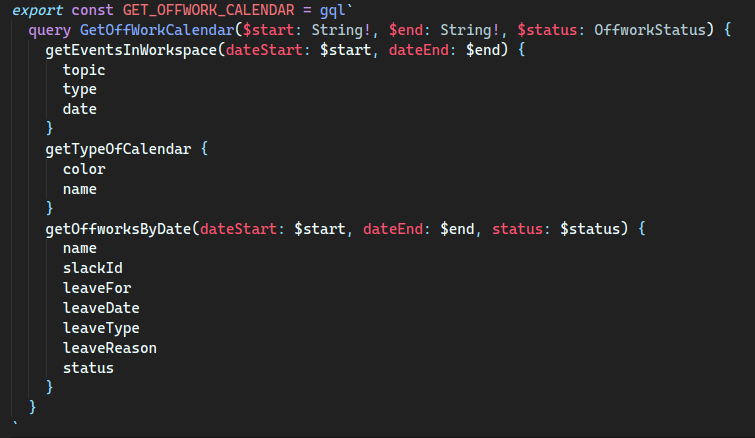 export const GET_OFFWORK_CALENDAR = gql`
  query GetOffWorkCalendar($start: String!, $end: String!, $status: OffworkStatus) {
    getEventsInWorkspace(dateStart: $start, dateEnd: $end) {
      topic
      type
      date
    }
    getTypeOfCalendar {
      color
      name
    }
    getOffworksByDate(dateStart: $start, dateEnd: $end, status: $status) {
      name
      slackId
      leaveFor
      leaveDate
      leaveType
      leaveReason
      status
    }
  }
`